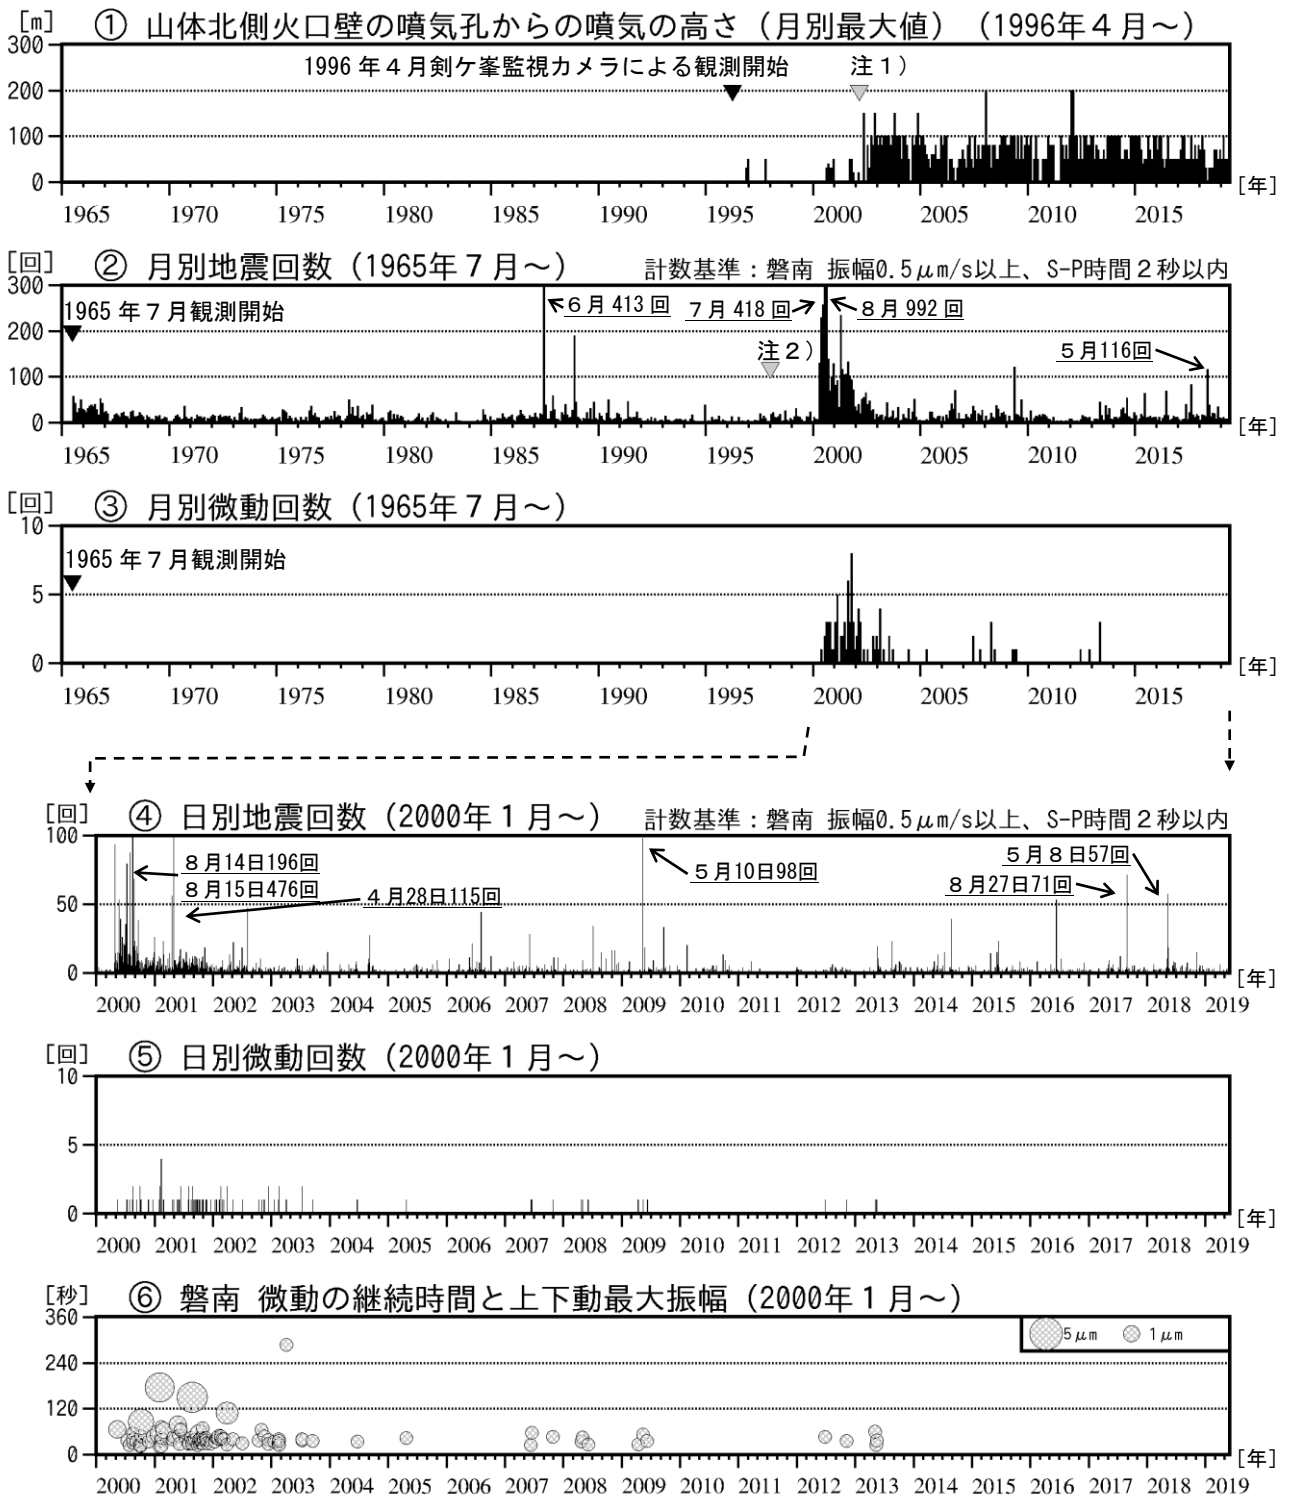 [m] ① 山体北側火口壁の噴気孔からの噴気の高さ（月別最大値）（1996年４月～）
300
1996 年４月剣ケ峯監視カメラによる観測開始 注１）
200
100
0
[年]
1965 1970 1975 1980 1985 1990 1995 2000 2005 2010 2015
[回] ② 月別地震回数（1965年７月～） 計数基準：磐南 振幅0.5μm/s以上、S-P時間２秒以内
300
1965 年７月観測開始 ６月 413 回 ７月 418 回 ８月 992 回
200
注２） ５月116回
100
0
[年]
1965 1970 1975 1980 1985 1990 1995 2000 2005 2010 2015
[回] ③ 月別微動回数（1965年７月～）
10
1965 年７月観測開始
5
0
[年]
1965 1970 1975 1980 1985 1990 1995 2000 2005 2010 2015
[回] ④ 日別地震回数（2000年１月～） 計数基準：磐南 振幅0.5μm/s以上、S-P時間２秒以内
100
８月14日196回 ５月10日98回 ５月８日57回
８月15日476回 ４月28日115回 ８月27日71回
50
0
[年]
2000 2001 2002 2003 2004 2005 2006 2007 2008 2009 2010 2011 2012 2013 2014 2015 2016 2017 2018 2019
[回] ⑤ 日別微動回数（2000年１月～）
10
5
0
[年]
2000 2001 2002 2003 2004 2005 2006 2007 2008 2009 2010 2011 2012 2013 2014 2015 2016 2017 2018 2019
[秒] ⑥ 磐南 微動の継続時間と上下動最大振幅（2000年１月～）
360
5μm 1μm
240
120
0
[年]
2000 2001 2002 2003 2004 2005 2006 2007 2008 2009 2010 2011 2012 2013 2014 2015 2016 2017 2018 2019